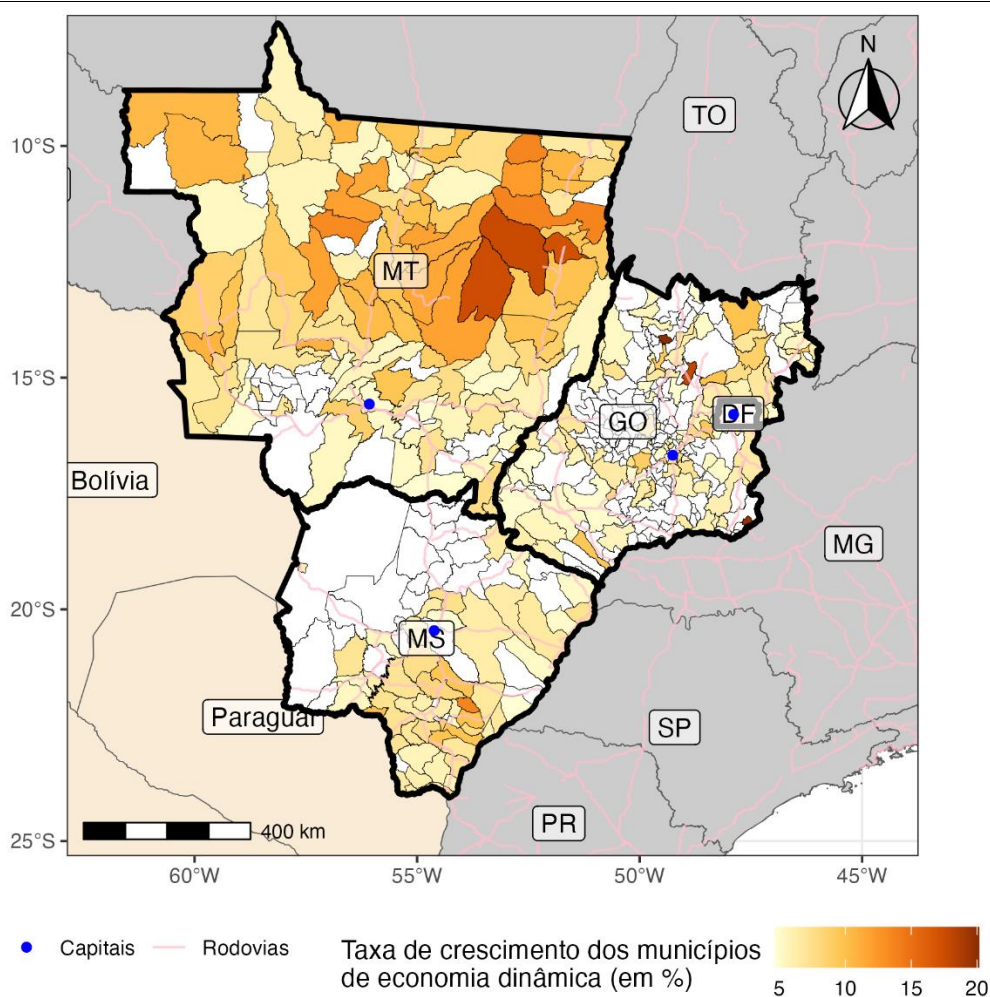 N
TO
10°S
MT
15°S
GO
DF
Bolívia
MG
20°S
MS
Paraguai
SP
PR
400 km
25°S
60°W
55°W
50°W
45°W
Capitais
Rodovias
Taxa de crescimento dos municípios
de economia dinâmica (em %)
5
10
15
20